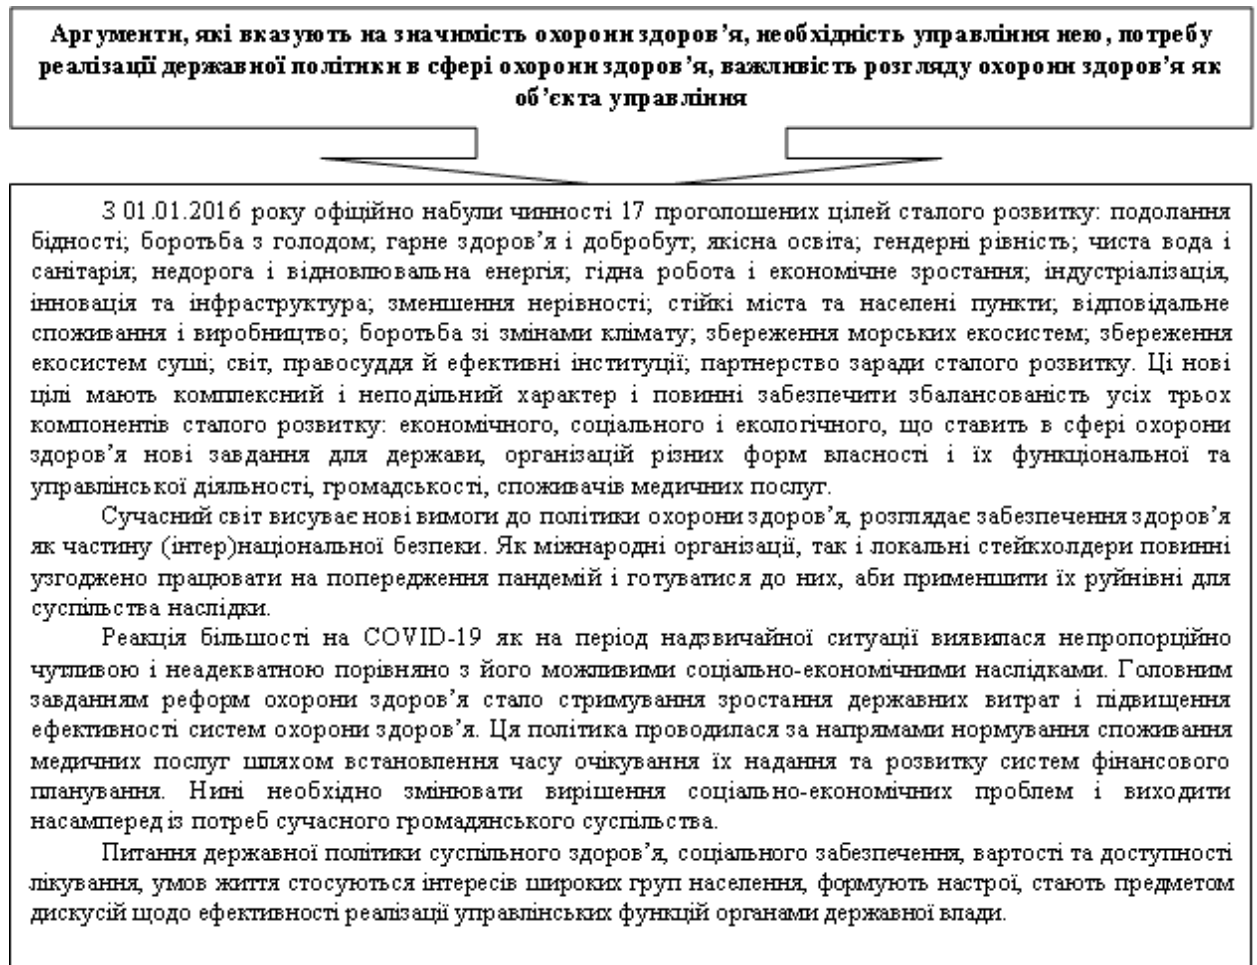 Аргументи, які вказують на значимість охорони здоров’я, необхідність управління нею, потребу
реалізації державної політики в сфері охорони здоров’я, важливість розгляду охорони здоров’я як
об’єкта управління
З 01.01.2016 року офіційно набули чинності 17 проголошених цілей сталого розвитку: подолання
бідності; боротьба з голодом; гарне здоров’я і добробут; якісна освіта; гендерні рівність; чиста вода і
санітарія; недорога і відновлювальна енергія; гідна робота і економічне зростання; індустріалізація,
інновація та інфраструктура; зменшення нерівності; стійкі міста та населені пункти; відповідальне
споживання і виробництво; боротьба зі змінами клімату; збереження морських екосистем; збереження
екосистем суші; світ, правосуддя й ефективні інституції; партнерство заради сталого розвитку. Ці нові
цілі мають комплексний і неподільний характер і повинні забезпечити збалансованість усіх трьох
компонентів сталого розвитку: економічного, соціального і екологічного, що ставить в сфері охорони
здоров’я нові завдання для держави, організацій різних форм власності і їх функціональної та
управлінської діяльності, громадськості, споживачів медичних послуг.
Сучасний світ висуває нові вимоги до політики охорони здоров’я, розглядає забезпечення здоров’я
як частину (інтер)національної безпеки. Як міжнародні організації, так і локальні стейкхолдери повинні
узгоджено працювати на попередження пандемій і готуватися до них, аби применшити їх руйнівні для
суспільства наслідки.
Реакція більшості на COVID-19 як на період надзвичайної ситуації виявилася непропорційно
чутливою і неадекватною порівняно з його можливими соціально-економічними наслідками. Головним
завданням реформ охорони здоров’я стало стримування зростання державних витрат і підвищення
ефективності систем охорони здоров’я. Ця політика проводилася за напрямами нормування споживання
медичних послуг шляхом встановлення часу очікування їх надання та розвитку систем фінансового
планування. Нині необхідно змінювати вирішення соціально-економічних проблем і виходити
насамперед із потреб сучасного громадянського суспільства.
Питання державної політики суспільного здоров’я, соціального забезпечення, вартості та доступності
лікування, умов життя стосуються інтересів широких груп населення, формують настрої, стають предметом
дискусій щодо ефективності реалізації управлінських функцій органами державної влади.